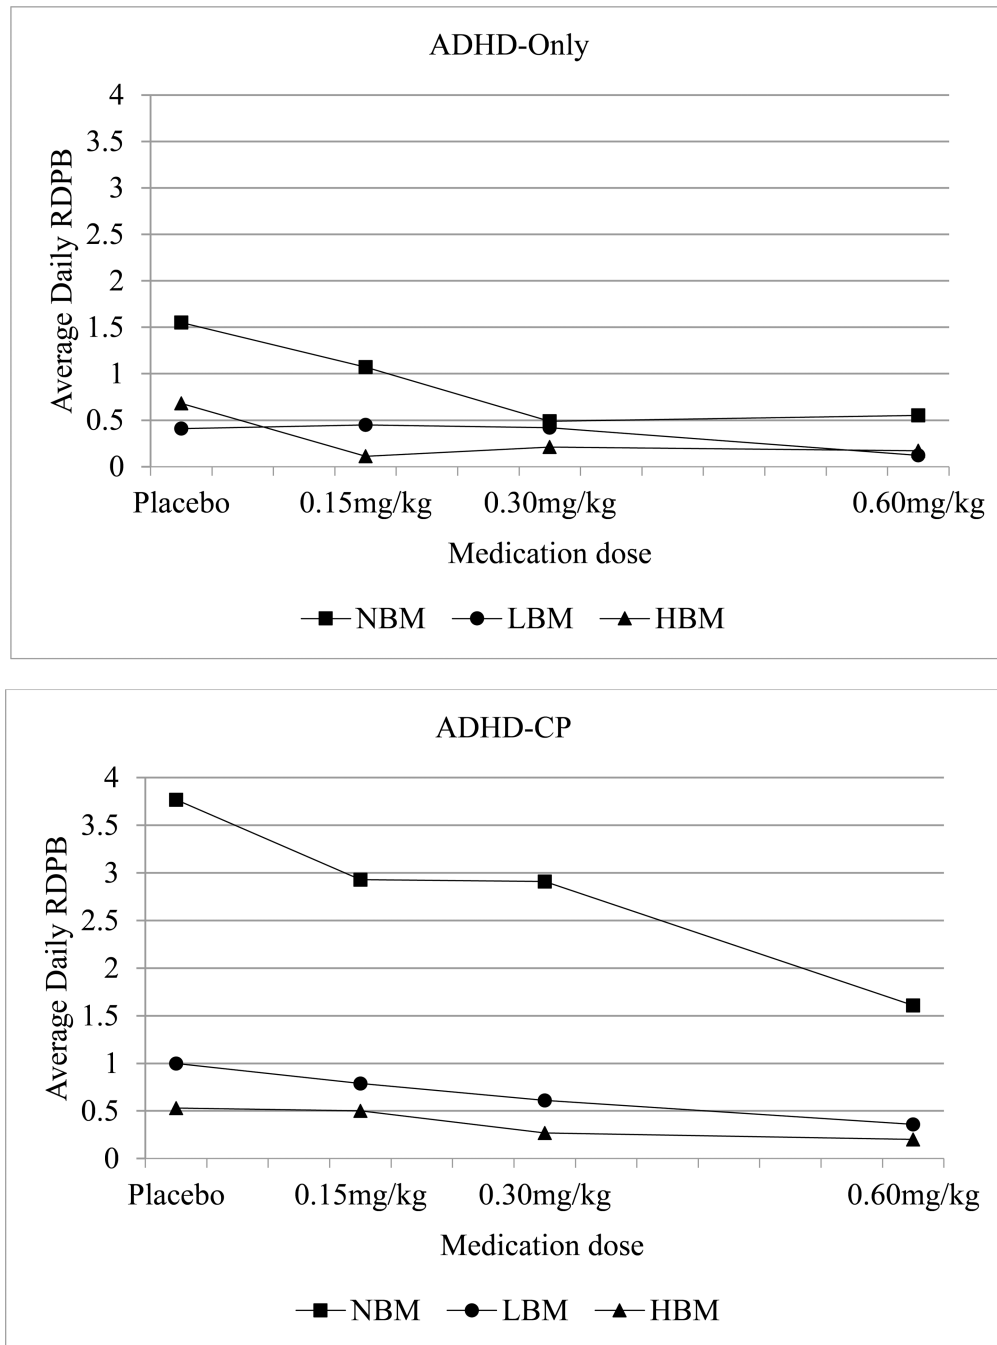 ADHD-Only
4
3.5
3
2.5
2
1.5
1
0.5
0
Average Daily RDPB
Placebo 0.15mg/kg 0.30mg/kg 0.60mg/kg
Medication dose
NBM LBM HBM
ADHD-CP
4
3.5
3
2.5
2
1.5
1
0.5
0
Average Daily RDPB
Placebo 0.15mg/kg 0.30mg/kg 0.60mg/kg
Medication dose
NBM LBM HBM